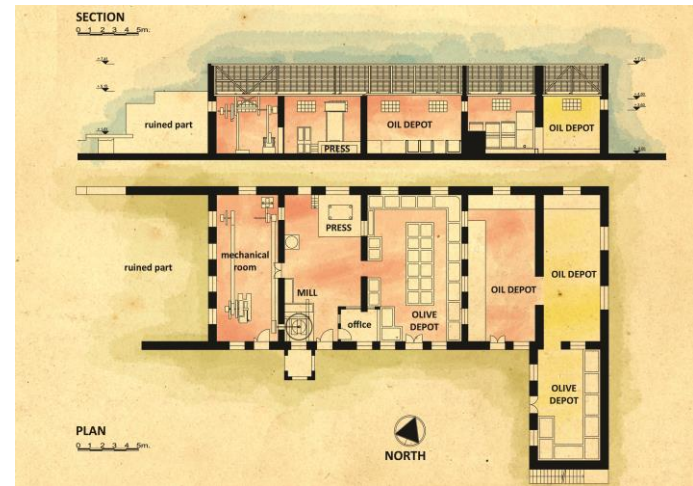 SECTION
0 1 2 3 4 5m.
ruined part
PRESS
OIL DEPOT
OIL DEPOT
PRESS
ruined part
mechanical
room
OIL DEPOT
MILL
OIL DEPOT
office
OLIVE
DEPOT
OLIVE
DEPOT
PLAN
0 1 2 3 4 5m.
NORTH